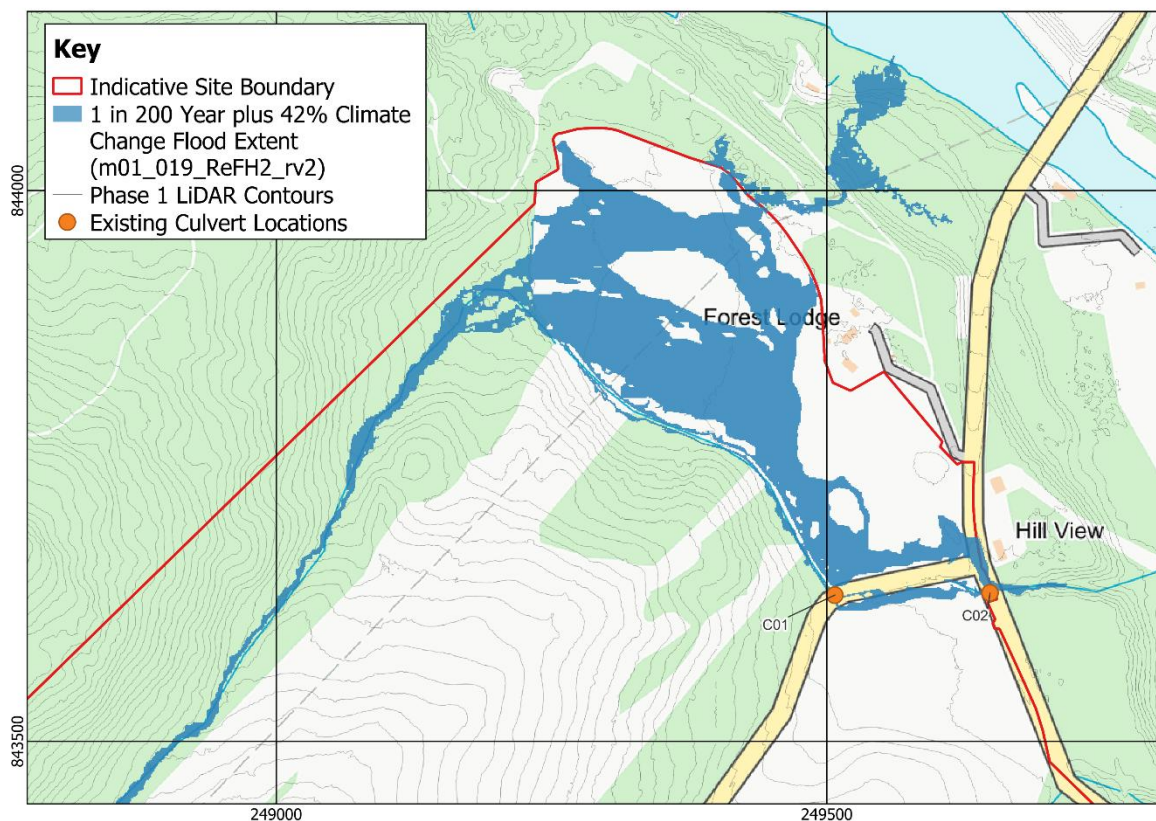 Key
Indicative Site Boundary
1 in 200 Year plus 42% Climate
Change Flood Extent
(m01_019_ReFH2_rv2)
Phase 1 LiDAR Contours
Existing Culvert Locations
844000
Forest Lodge
Hill View
C01
C02
843500
249000
249500